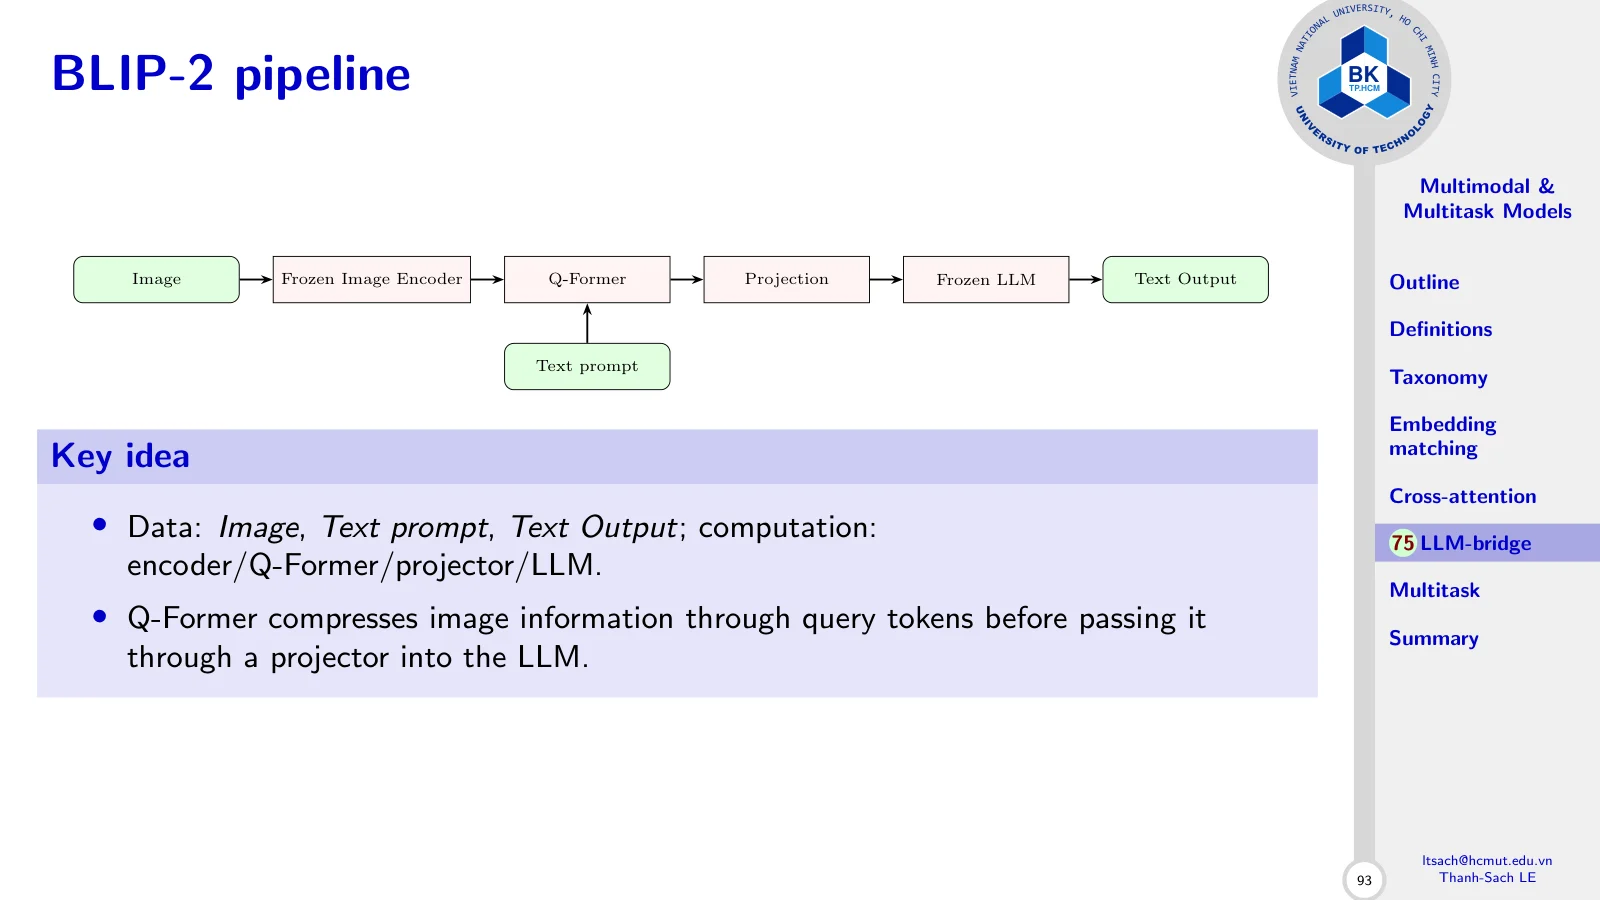 BLIP-2 pipeline
VIETNAM NATIONAL UNIVERSITY, HO CHI MINH CITY
BK
TP.HCM
UNIVERSITY OF TECHNOLOGY
Image
Frozen Image Encoder
Q-Former
Projection
Frozen LLM
Text Output
Text prompt
Key idea
• Data: Image, Text prompt, Text Output; computation:
encoder/Q-Former/projector/LLM.
• Q-Former compresses image information through query tokens before passing it
through a projector into the LLM.
Multimodal &
Multitask Models
Outline
Definitions
Taxonomy
Embedding
matching
Cross-attention
75 LLM-bridge
Multitask
Summary
ltsach@hcmut.edu.vn
Thanh-Sach LE
93